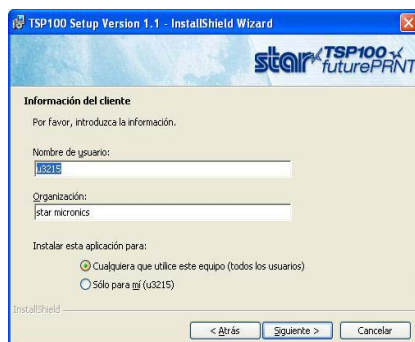 TSP100 Setup Version 1.1 - InstallShield Wizard
star TSP100
futurePRNT
Información del cliente
Por favor, introduzca la información.
Nombre de usuario:
u3215
Organización:
star micronics
Instalar esta aplicación para:
Cualquiera que utilice este equipo (todos los usuarios)
Sólo para mí (u3215)
InstallShield
< Atrás Siguiente > Cancelar